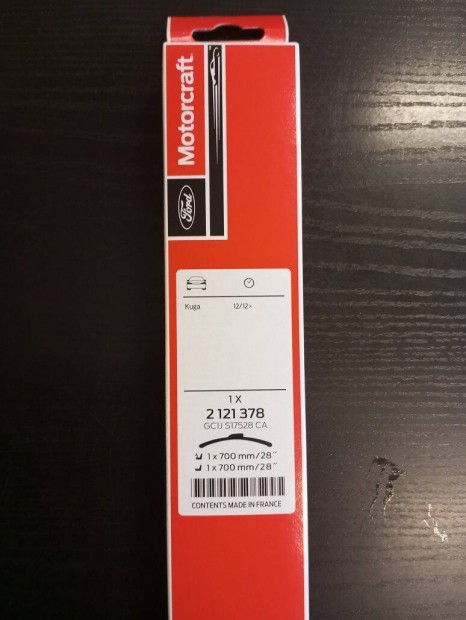 Motorcraft
Ford
Kuga 12/12>
1 X
2 121 378
GC1J S17528 CA
1 x 700 mm/28"
1 x 700 mm/28"
CONTENTS MADE IN FRANCE